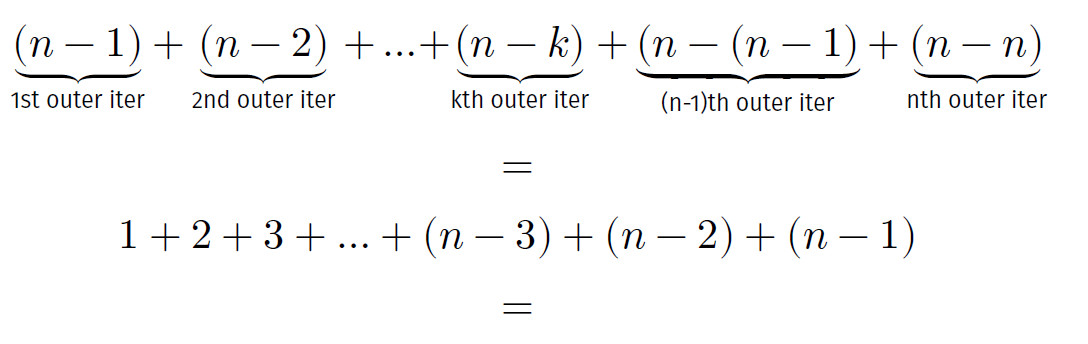 (n − 1) + (n − 2) + ...+(n − k) + (n − (n − 1) + (n − n)
1st outer iter 2nd outer iter kth outer iter (n-1)th outer iter nth outer iter
=
1 + 2 + 3 + ... + (n − 3) + (n − 2) + (n − 1)
=